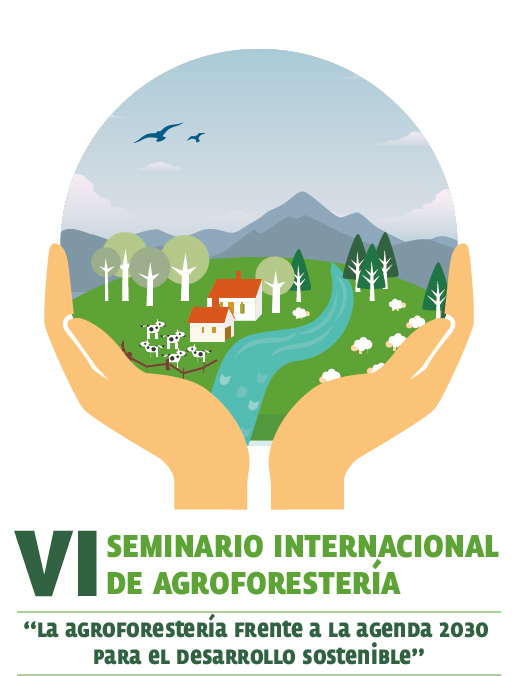 VI SEMINARIO INTERNACIONAL
DE AGROFORESTERÍA
“La agroforestería frente a la agenda 2030
para el desarrollo sostenible”